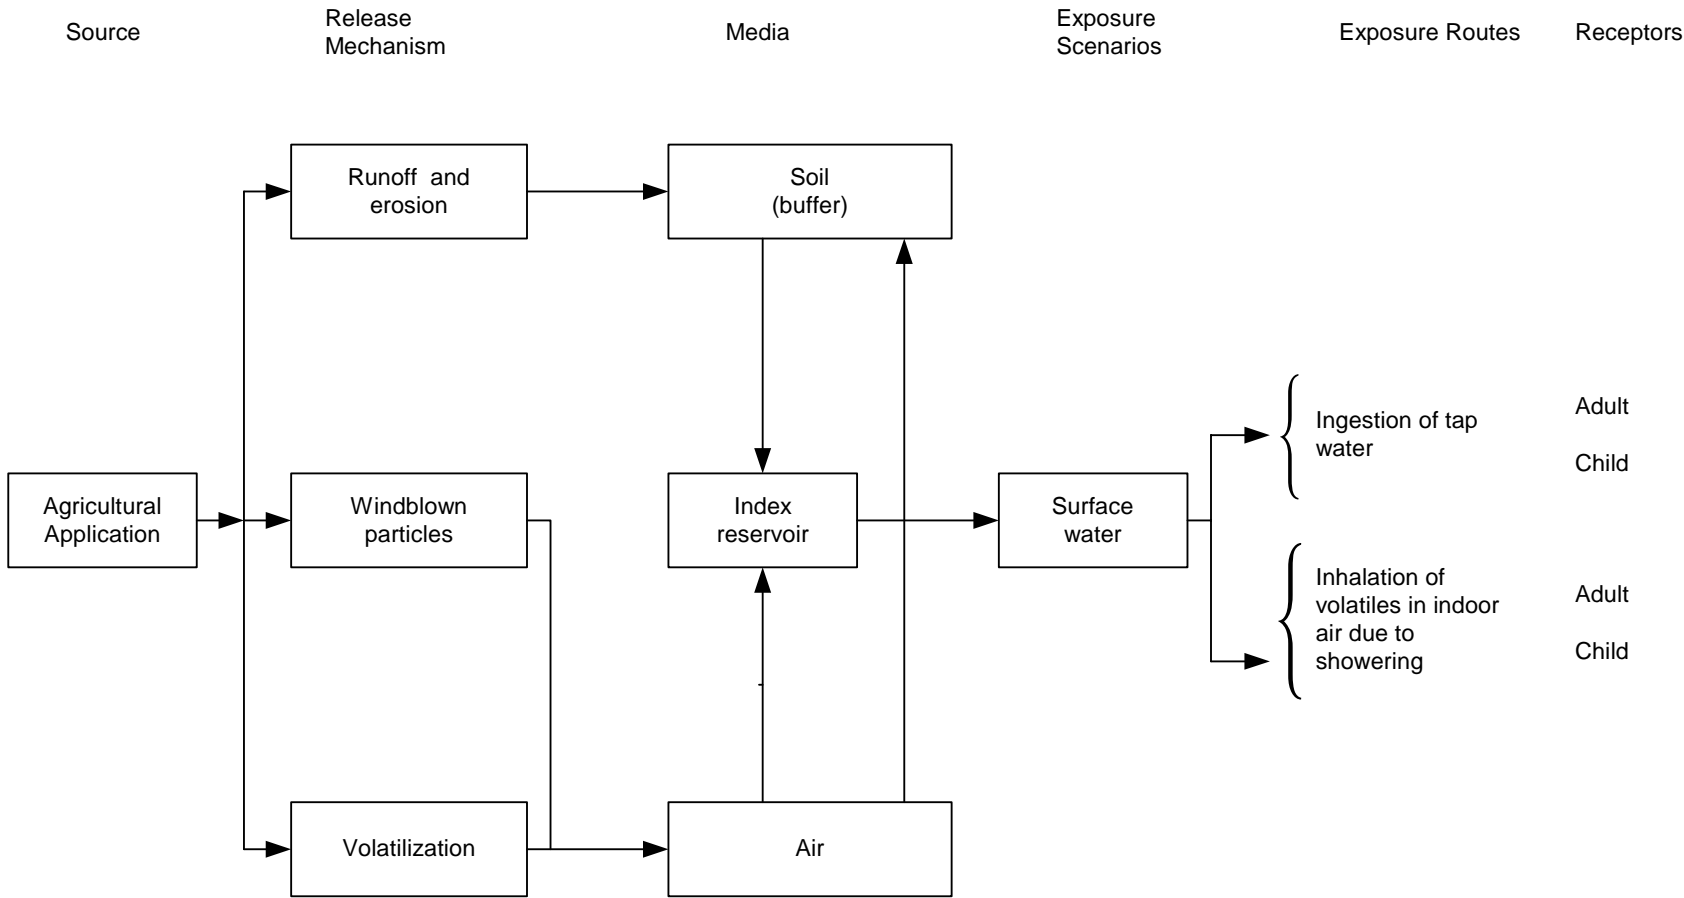 Source
Release
Mechanism
Media
Exposure
Scenarios
Exposure Routes
Receptors
Runoff and
erosion
Soil
(buffer)
Agricultural
Application
Windblown
particles
Index
reservoir
Surface
water
Ingestion of tap
water
Adult
Child
Inhalation of
volatiles in indoor
air due to
showering
Adult
Child
Volatilization
Air